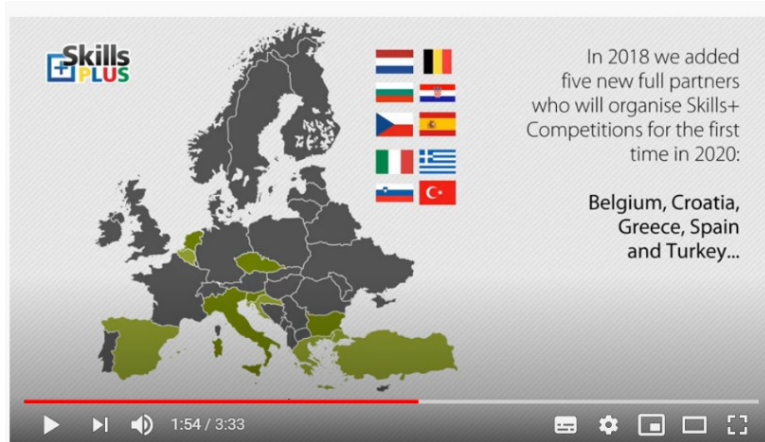 Skills
PLUS
In 2018 we added
five new full partners
who will organise Skills+
Competitions for the first
time in 2020:
Belgium, Croatia,
Greece, Spain
and Turkey...
1:54 / 3:33